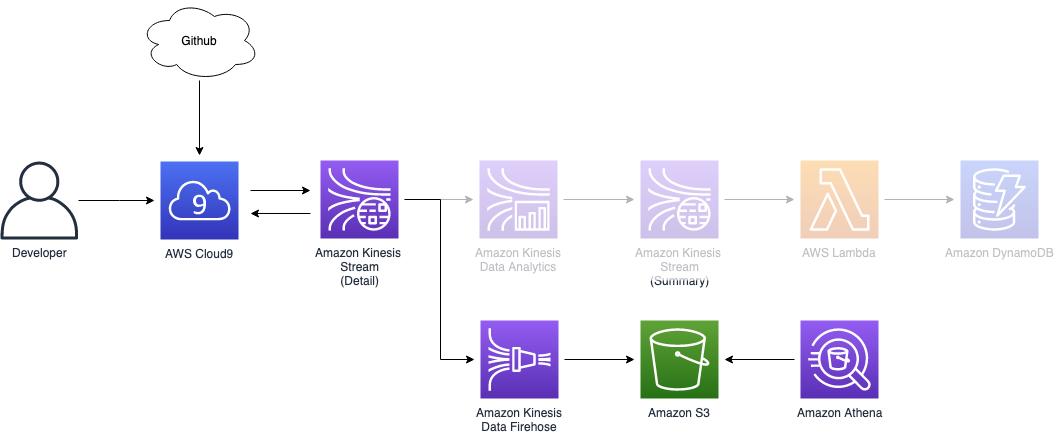 Github
9
Developer
AWS Cloud9
Amazon Kinesis
Stream
(Detail)
Amazon Kinesis
Data Analytics
Amazon Kinesis
Stream
(Summary)
AWS Lambda
Amazon DynamoDB
Amazon Kinesis
Data Firehose
Amazon S3
Amazon Athena